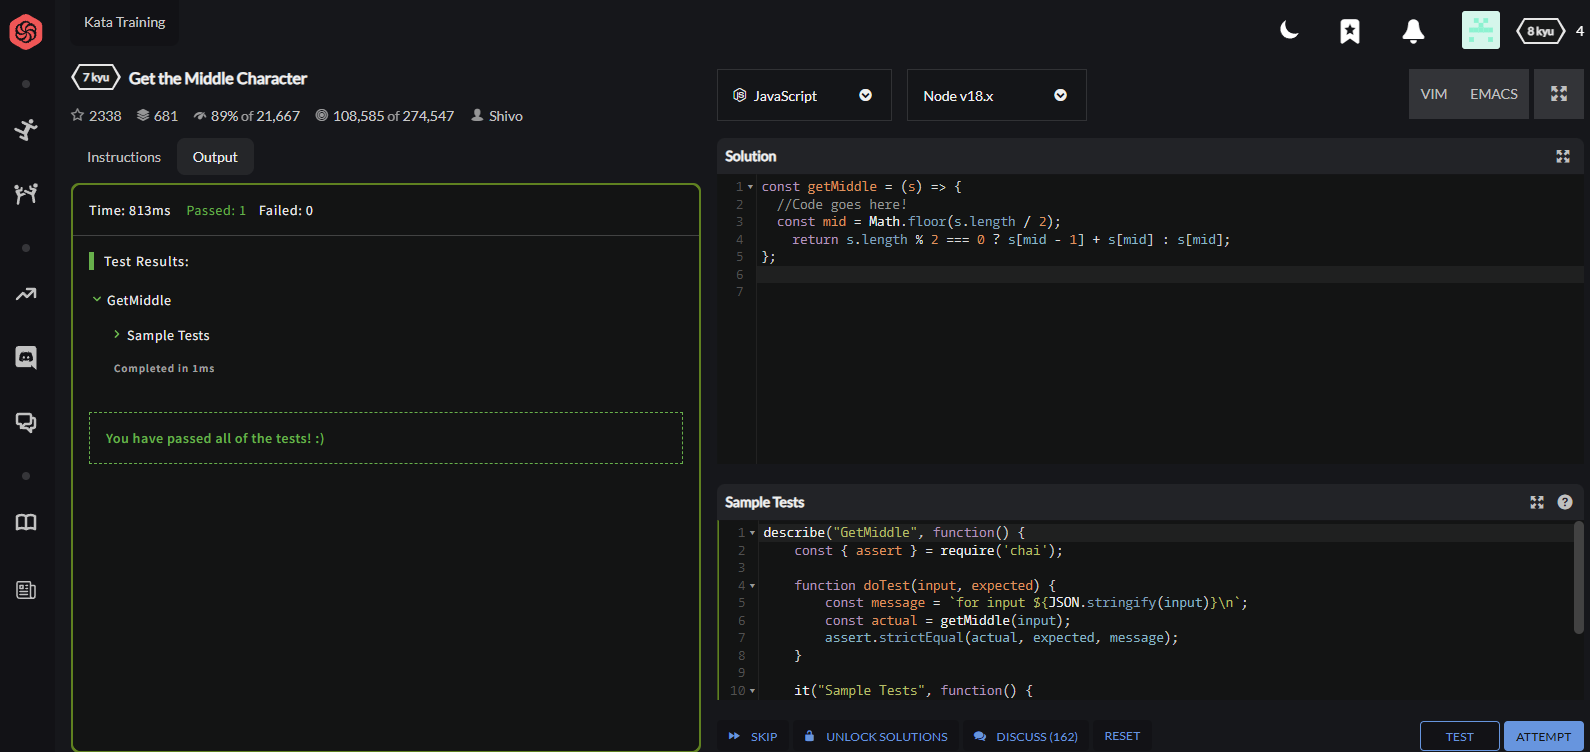 Kata Training
8 kyu
4
7 kyu
Get the Middle Character
2338
681
89% of 21,667
108,585 of 274,547
Shivo
JavaScript
Node v18.x
VIM
EMACS
Instructions
Output
Time: 813ms
Passed: 1
Failed: 0
Test Results:
GetMiddle
Sample Tests
Completed in 1ms
You have passed all of the tests! :)
Solution
1
const getMiddle = (s) => {
2
//Code goes here!
3
const mid = Math.floor(s.length / 2);
4
return s.length % 2 === 0 ? s[mid - 1] + s[mid] : s[mid];
5
};
6
7
Sample Tests
?
1
describe("GetMiddle", function() {
2
const { assert } = require('chai');
3
4
function doTest(input, expected) {
5
const message = `for input ${JSON.stringify(input)}\n`;
6
const actual = getMiddle(input);
7
assert.strictEqual(actual, expected, message);
8
}
9
10
it("Sample Tests", function() {
SKIP
UNLOCK SOLUTIONS
DISCUSS (162)
RESET
TEST
ATTEMPT